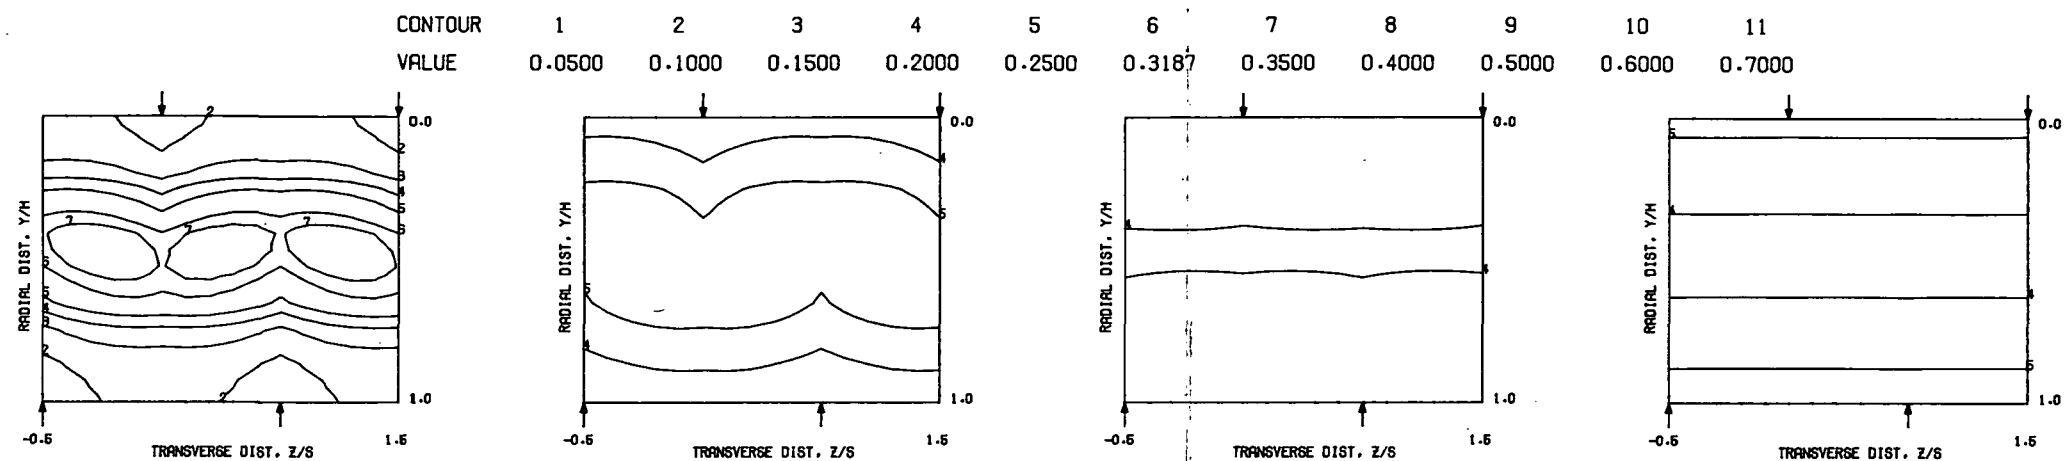 CONTOUR 1 2 3 4 5 6 7 8 9 10 11
VALUE 0.0500 0.1000 0.1500 0.2000 0.2500 0.3187 0.3500 0.4000 0.5000 0.6000 0.7000
2
0.0 0.0 0.0 0.0
2 5
3 4
4 5
5 5 4 4
7 7 7
6
RADIAL DIST. Y/H RADIAL DIST. Y/H RADIAL DIST. Y/H RADIAL DIST. Y/H
6 4
5 5 4
4
3
4
2 5
2
1.0 1.0 1.0 1.0
-0.5 1.5 -0.5 1.5 -0.5 1.5 -0.5 1.5
TRANSVERSE DIST. Z/S TRANSVERSE DIST. Z/S TRANSVERSE DIST. Z/S TRANSVERSE DIST. Z/S